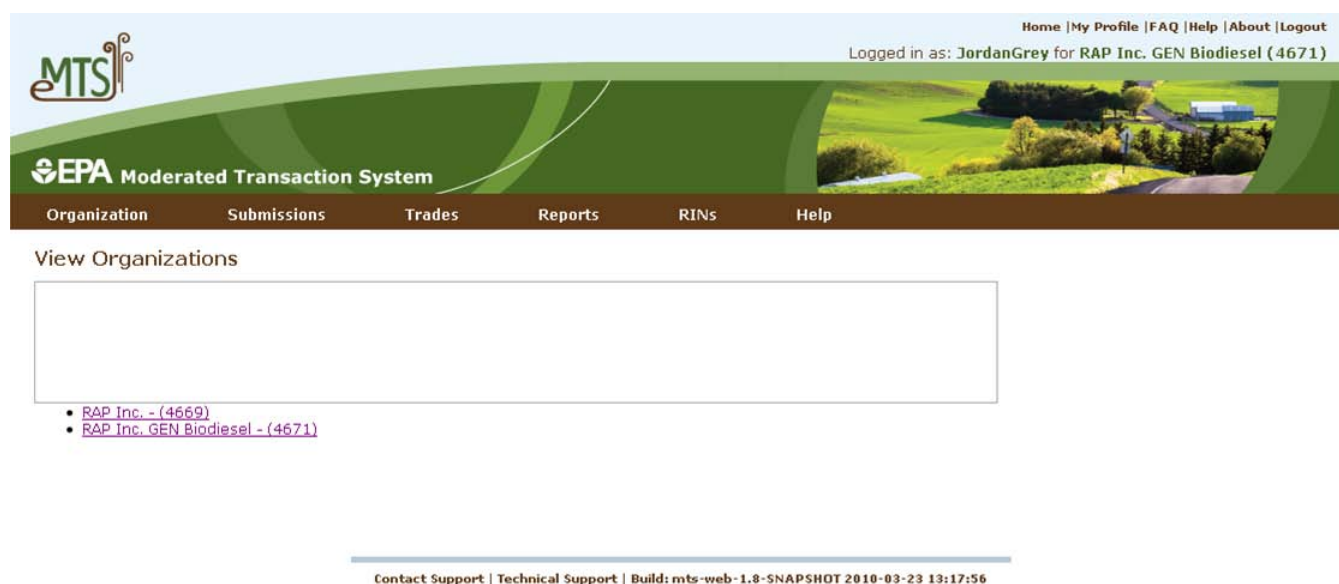 Home |My Profile |FAQ |Help |About |Logout
Logged in as: JordanGrey for RAP Inc. GEN Biodiesel (4671)
eMTS
EPA Moderated Transaction System
Organization Submissions Trades Reports RINs Help
View Organizations
• RAP Inc. - (4669)
• RAP Inc. GEN Biodiesel - (4671)
Contact Support | Technical Support | Build: mts-web-1.8-SNAPSHOT 2010-03-23 13:17:56